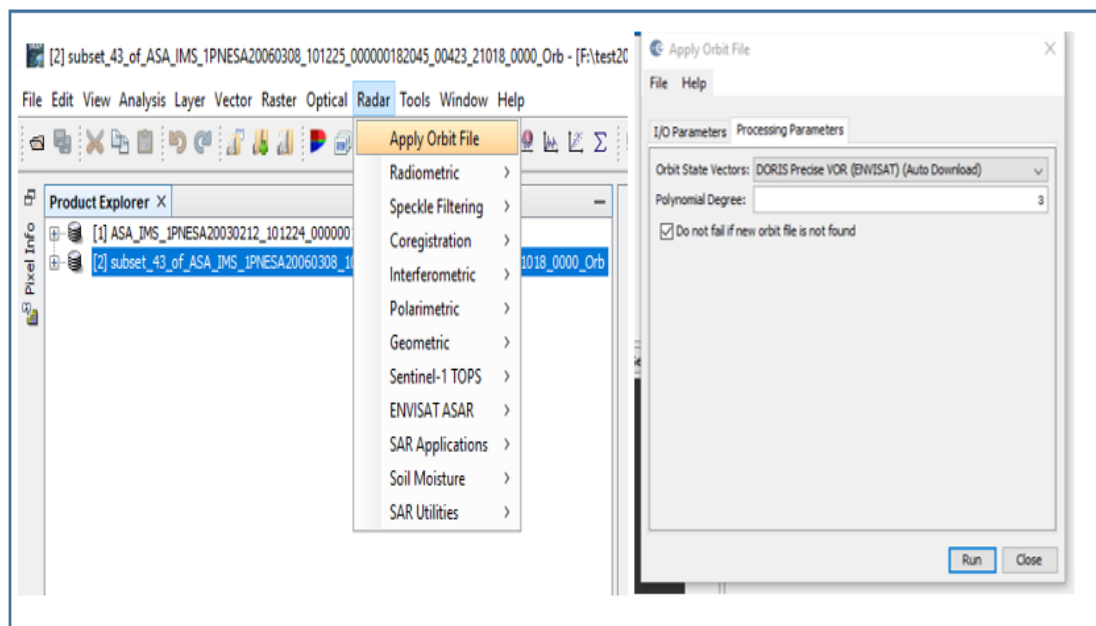 [2] subset_43_of_ASA_IMS_1PNESA20060308_101225_000000182045_00423_21018_0000_Orb - [F:\test20
File Edit View Analysis Layer Vector Raster Optical Radar Tools Window Help
Product Explorer ×
Pixel Info
[1] ASA_IMS_1PNESA20030212_101224_000000
[2] subset_43_of_ASA_IMS_1PNESA20060308_10 1018_0000_Orb
Apply Orbit File
Radiometric
Speckle Filtering
Coregistration
Interferometric
Polarimetric
Geometric
Sentinel-1 TOPS
ENVISAT ASAR
SAR Applications
Soil Moisture
SAR Utilities
Apply Orbit File
File Help
I/O Parameters Processing Parameters
Orbit State Vectors: DORIS Precise VOR (ENVISAT) (Auto Download)
Polynomial Degree: 3
Do not fail if new orbit file is not found
Run Close